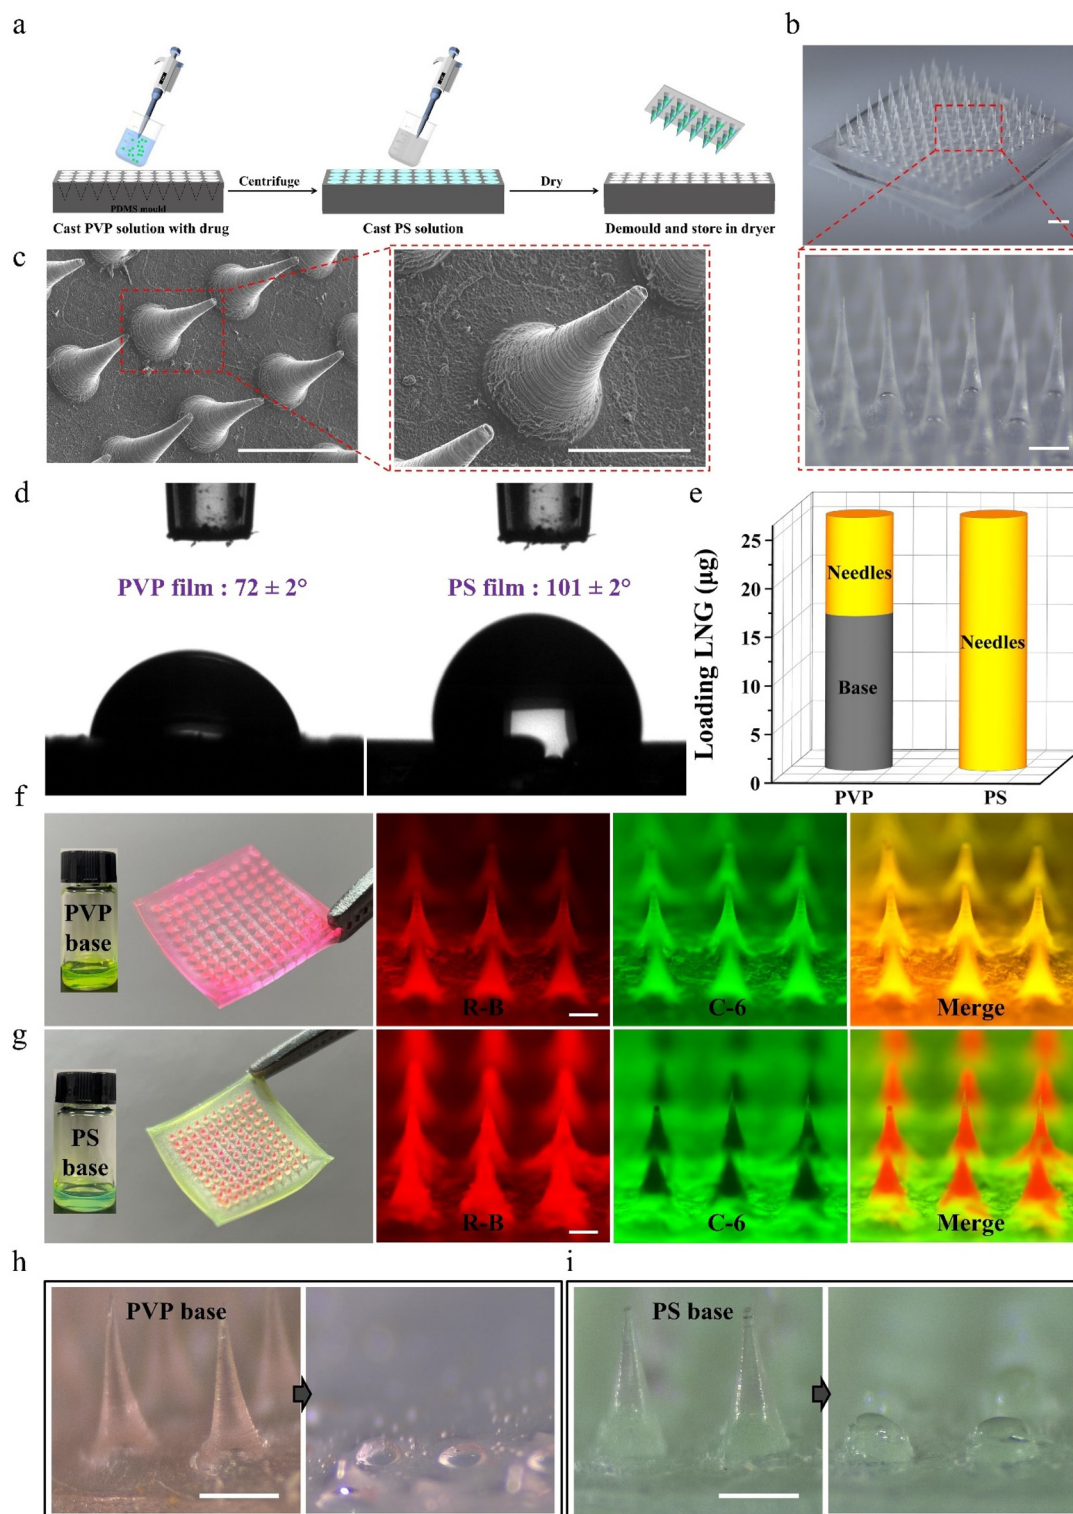 a
b
Centrifuge
Dry
PDMS mould
Cast PVP solution with drug
Cast PS solution
Demould and store in dryer
c
d
e
PVP film : 72 ± 2°
PS film : 101 ± 2°
Loading LNG (μg)
25
20
15
10
5
0
Needles
Base
Needles
PVP
PS
f
PVP
base
R-B
C-6
Merge
g
PS
base
R-B
C-6
Merge
h
i
PVP base
PS base